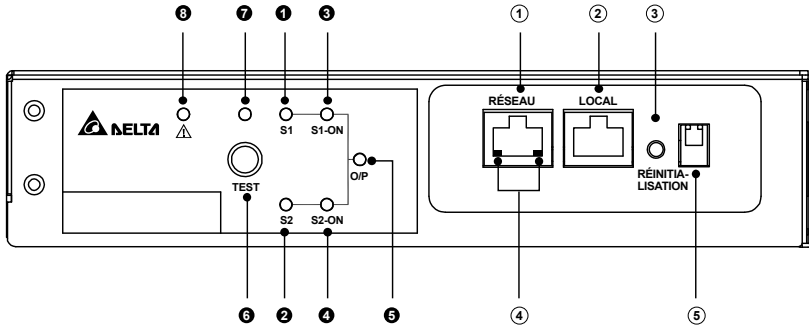 8 7 1 3 1 2 3
RÉSEAU LOCAL
DELTA
S1 S1-ON
O/P
TEST
RÉINITIA-
LISATION
S2 S2-ON
6 2 4 5 4 5